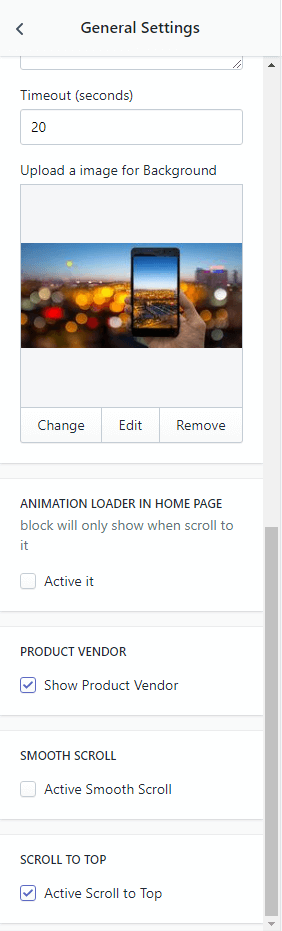 General Settings
Timeout (seconds)
20
Upload a image for Background
Change Edit Remove
ANIMATION LOADER IN HOME PAGE
block will only show when scroll to
it
Active it
PRODUCT VENDOR
Show Product Vendor
SMOOTH SCROLL
Active Smooth Scroll
SCROLL TO TOP
Active Scroll to Top